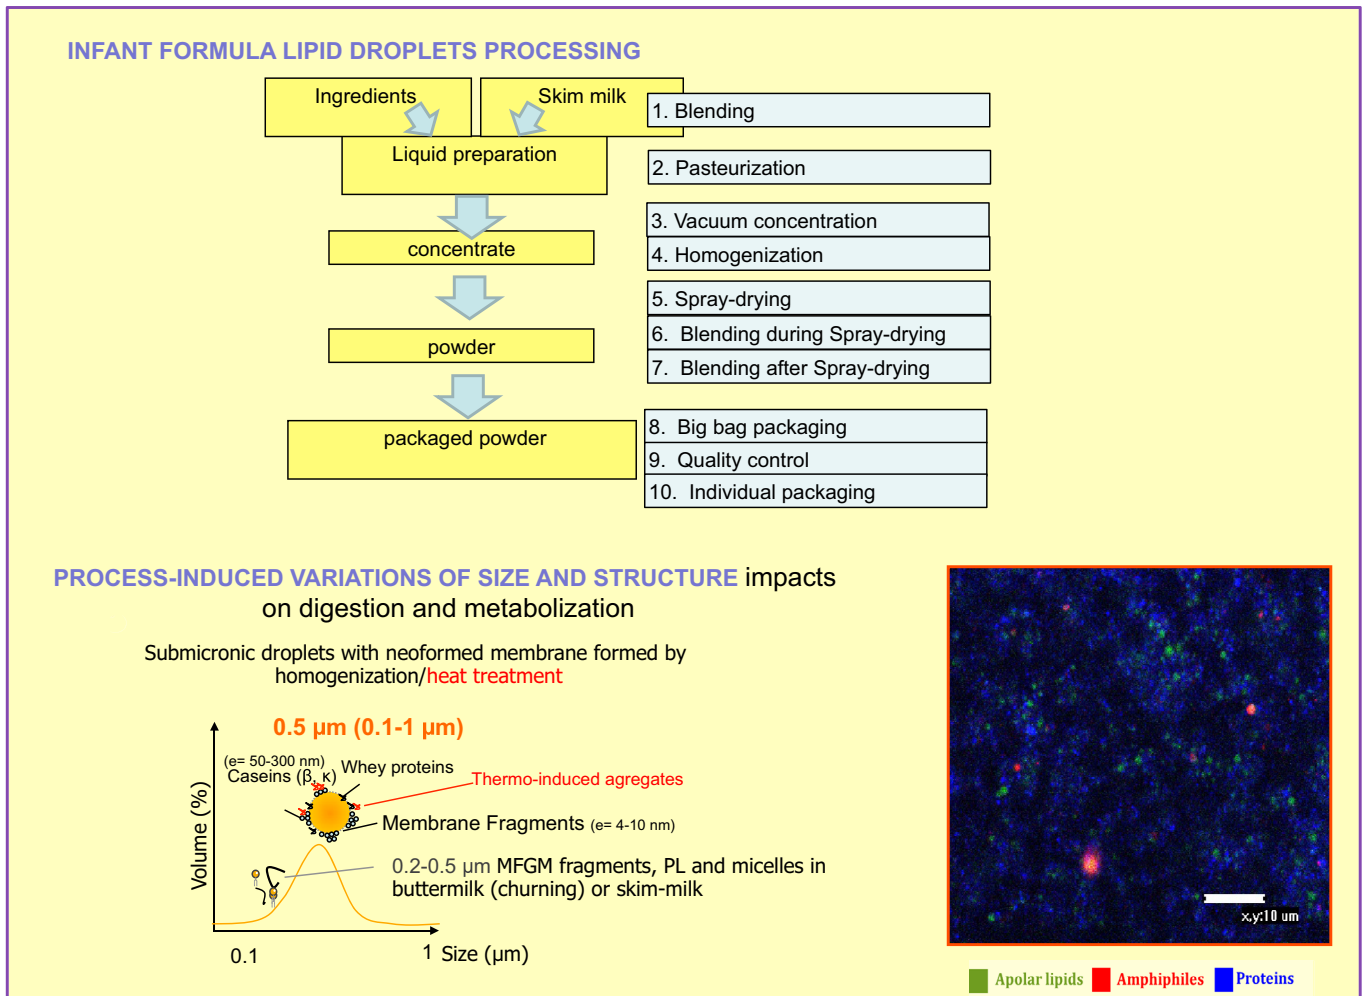 INFANT FORMULA LIPID DROPLETS PROCESSING
Ingredients
Skim milk
1. Blending
Liquid preparation
2. Pasteurization
3. Vacuum concentration
concentrate
4. Homogenization
5. Spray-drying
6. Blending during Spray-drying
powder
7. Blending after Spray-drying
8. Big bag packaging
packaged powder
9. Quality control
10. Individual packaging
PROCESS-INDUCED VARIATIONS OF SIZE AND STRUCTURE impacts
on digestion and metabolization
Submicronic droplets with neoformed membrane formed by
homogenization/heat treatment
0.5 µm (0.1-1 µm)
(e= 50-300 nm)
Caseins (β, κ)
Whey proteins
Thermo-induced agregates
Membrane Fragments (e= 4-10 nm)
0.2-0.5 µm MFGM fragments, PL and micelles in
buttermilk (churning) or skim-milk
Volume (%)
0.1
1
Size (µm)
x,y:10 um
Apolar lipids
Amphiphiles
Proteins